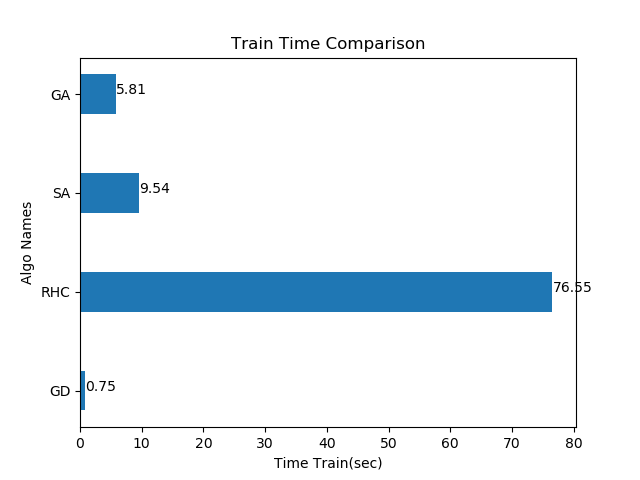 Train Time Comparison
GA
5.81
SA
9.54
Algo Names
RHC
76.55
GD
0.75
0 10 20 30 40 50 60 70 80
Time Train(sec)